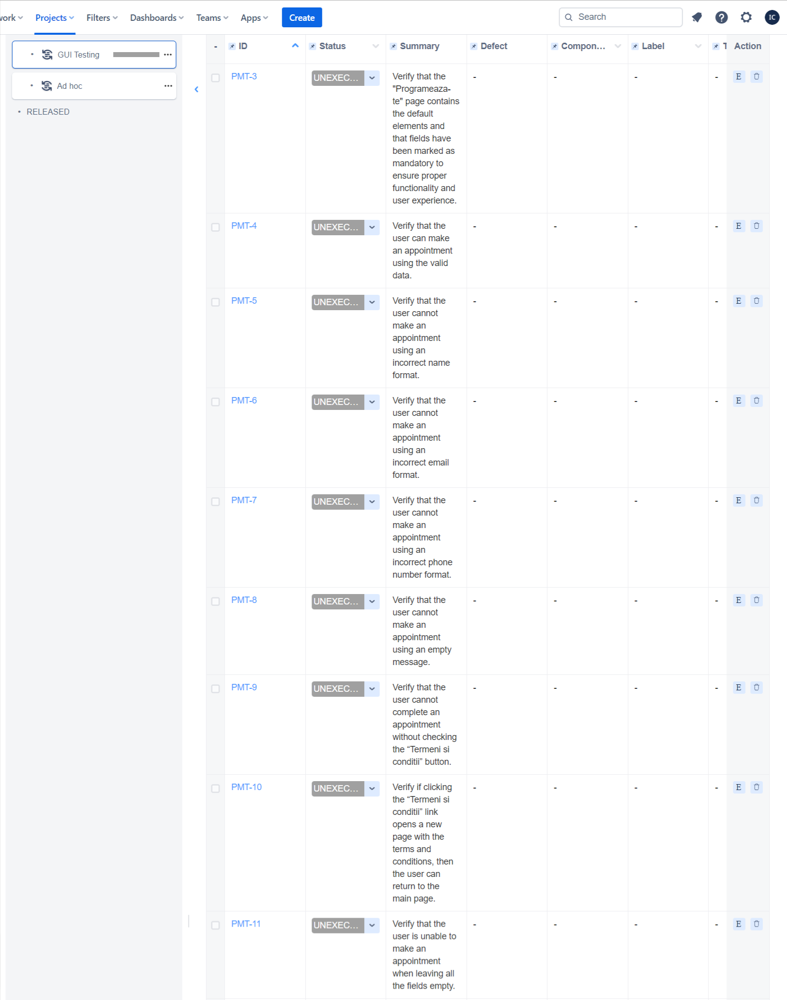 ork Projects Filters Dashboards Teams Apps Create Search IC
GUI Testing
Ad hoc
RELEASED
- ID Status Summary Defect Compon... Label T Action
PMT-3 UNEXEC... Verify that the - - - - E
"Programeaza-
te" page contains
the default
elements and
that fields have
been marked as
mandatory to
ensure proper
functionality and
user experience.
PMT-4 UNEXEC... Verify that the - - - - E
user can make
an appointment
using the valid
data.
PMT-5 UNEXEC... Verify that the - - - - E
user cannot
make an
appointment
using an
incorrect name
format.
PMT-6 UNEXEC... Verify that the - - - - E
user cannot
make an
appointment
using an
incorrect email
format.
PMT-7 UNEXEC... Verify that the - - - - E
user cannot
make an
appointment
using an
incorrect phone
number format.
PMT-8 UNEXEC... Verify that the - - - - E
user cannot
make an
appointment
using an empty
message.
PMT-9 UNEXEC... Verify that the - - - - E
user cannot
complete an
appointment
without checking
the “Termeni si
conditii” button.
PMT-10 UNEXEC... Verify if clicking - - - - E
the “Termeni si
conditii” link
opens a new
page with the
terms and
conditions, then
the user can
return to the
main page.
PMT-11 UNEXEC... Verify that the - - - - E
user is unable to
make an
appointment
when leaving all
the fields empty.